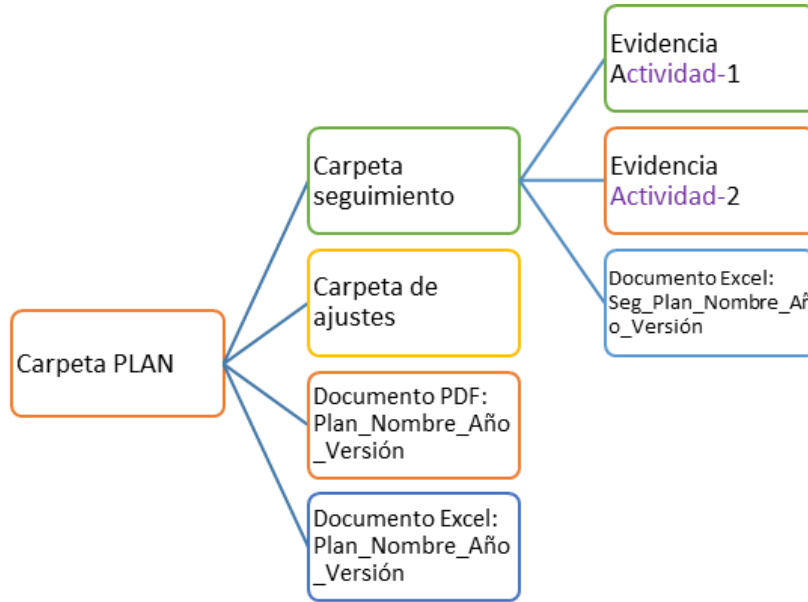 Evidencia
Actividad-1
Evidencia
Actividad-2
Documento Excel:
Seg_Plan_Nombre_Añ
o_Versión
Carpeta
seguimiento
Carpeta de
ajustes
Carpeta PLAN
Documento PDF:
Plan_Nombre_Año
_Versión
Documento Excel:
Plan_Nombre_Año
_Versión